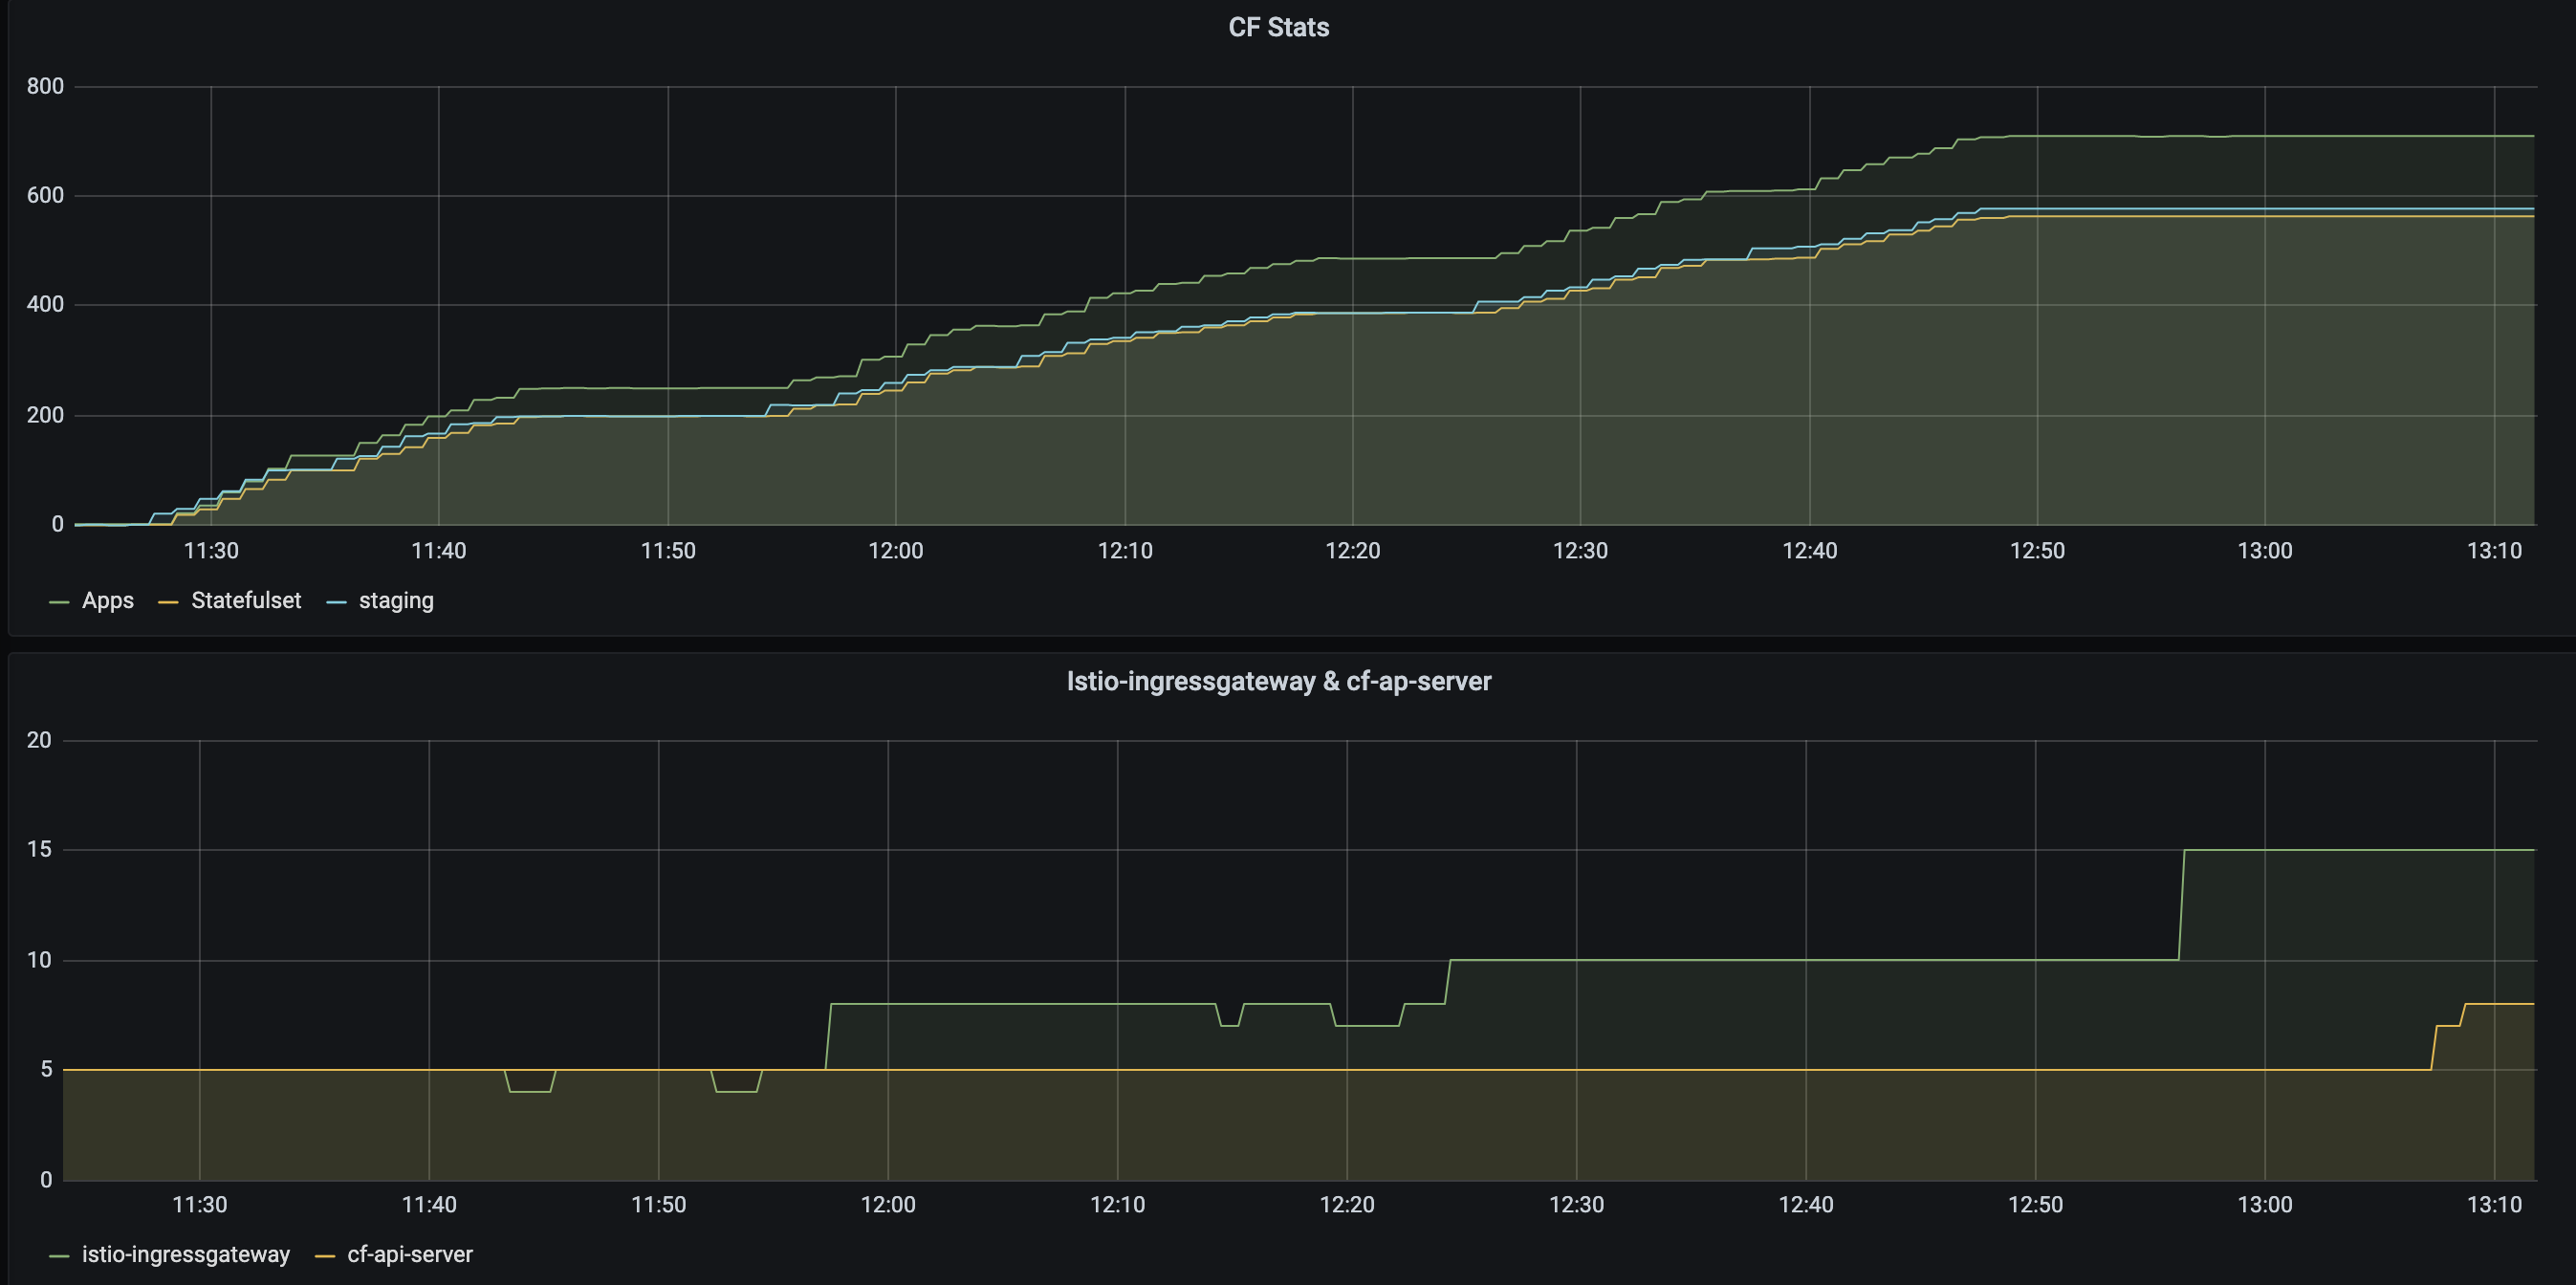 CF Stats
800
600
400
200
0
11:30 11:40 11:50 12:00 12:10 12:20 12:30 12:40 12:50 13:00 13:10
Apps Statefulset staging
Istio-ingressgateway & cf-ap-server
20
15
10
5
0
11:30 11:40 11:50 12:00 12:10 12:20 12:30 12:40 12:50 13:00 13:10
istio-ingressgateway cf-api-server